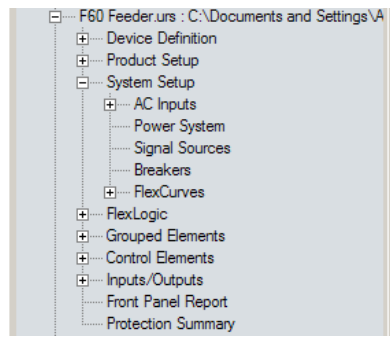 F60 Feeder.urs : C:\Documents and Settings\A
Device Definition
Product Setup
System Setup
AC Inputs
Power System
Signal Sources
Breakers
FlexCurves
FlexLogic
Grouped Elements
Control Elements
Inputs/Outputs
Front Panel Report
Protection Summary